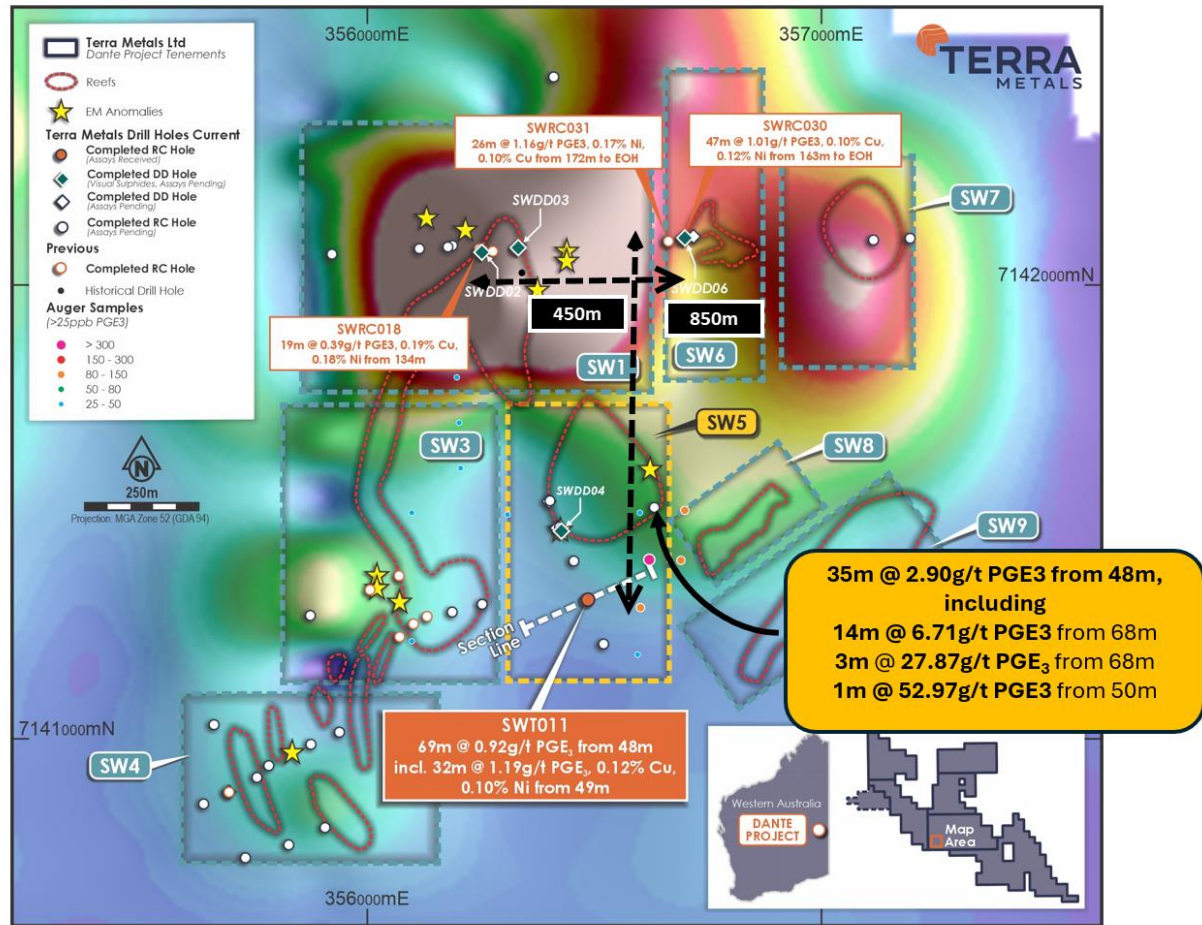 356000mE
357000mE
TERRA
METALS
Terra Metals Ltd
Dante Project Tenements
Reefs
EM Anomalies
Terra Metals Drill Holes Current
Completed RC Hole
(Assays Received)
Completed DD Hole
(Visual Sulphides, Assays Pending)
Completed DD Hole
(Assays Pending)
Completed RC Hole
(Assays Pending)
Previous
Completed RC Hole
Historical Drill Hole
Auger Samples
(>25ppb PGE3)
> 300
150 - 300
80 - 150
50 - 80
25 - 50
N
250m
Projection: MGA Zone 52 (GDA 94)
SWRC031
26m @ 1.16g/t PGE3, 0.17% Ni,
0.10% Cu from 172m to EOH
SWRC030
47m @ 1.01g/t PGE3, 0.10% Cu,
0.12% Ni from 163m to EOH
SWDD03
SW7
7142000mN
SWDD02
SWDD06
450m
850m
SWRC018
19m @ 0.39g/t PGE3, 0.19% Cu,
0.18% Ni from 134m
SW1
SW6
SW5
SW3
SW8
SWDD04
SW9
35m @ 2.90g/t PGE3 from 48m,
including
14m @ 6.71g/t PGE3 from 68m
3m @ 27.87g/t PGE₃ from 68m
1m @ 52.97g/t PGE3 from 50m
Section
Line
SWT011
69m @ 0.92g/t PGE₃ from 48m
incl. 32m @ 1.19g/t PGE₃, 0.12% Cu,
0.10% Ni from 49m
7141000mN
SW4
Western Australia
DANTE
PROJECT
Map
Area
356000mE